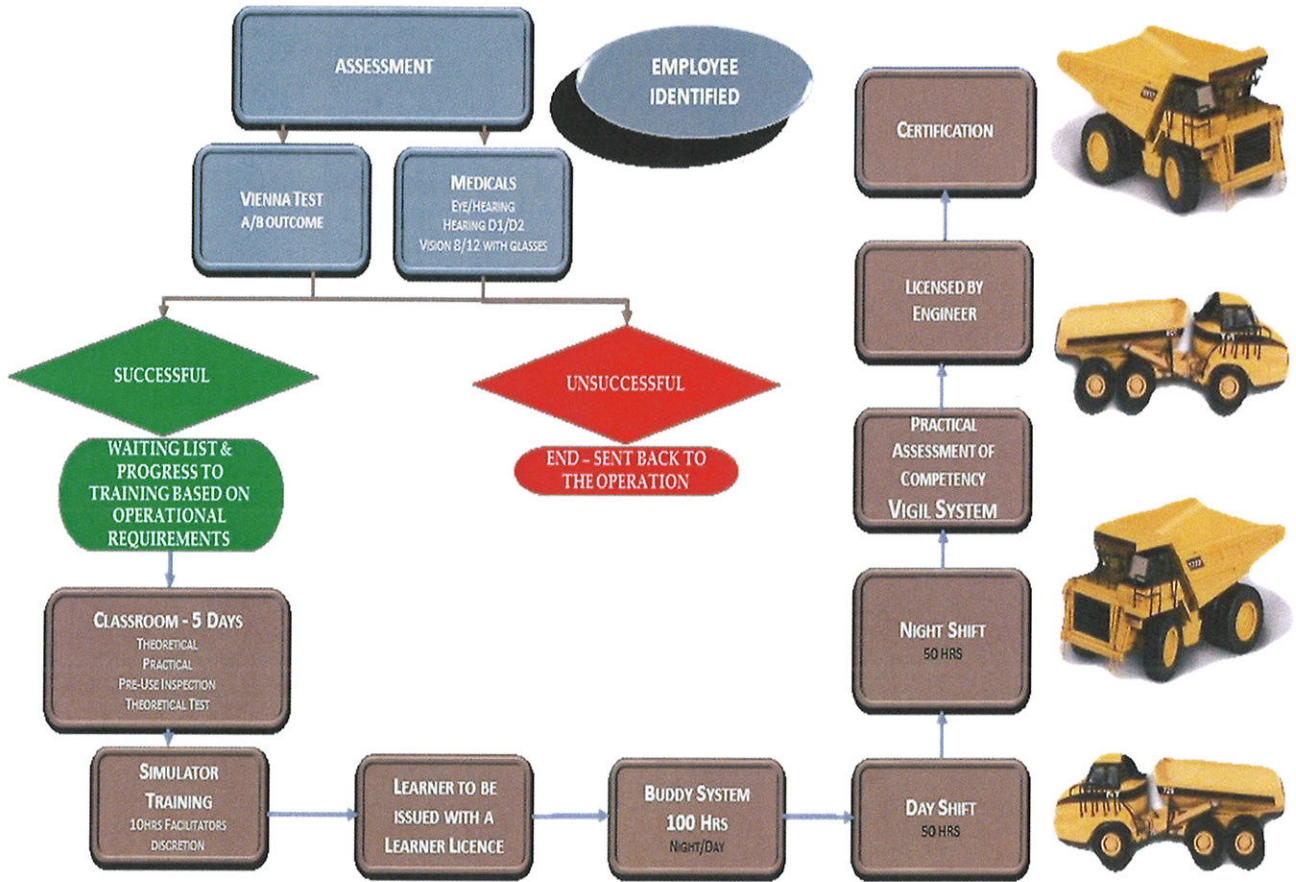 ASSESSMENT
EMPLOYEE
IDENTIFIED
VIENNA TEST
A/B OUTCOME
MEDICALS
EYE/HEARING
HEARING D1/D2
VISION 8/12 WITH GLASSES
SUCCESSFUL
UNSUCCESSFUL
WAITING LIST &
PROGRESS TO
TRAINING BASED ON
OPERATIONAL
REQUIREMENTS
END – SENT BACK TO
THE OPERATION
CLASSROOM - 5 DAYS
THEORETICAL
PRACTICAL
PRE-USE INSPECTION
THEORETICAL TEST
SIMULATOR
TRAINING
10HRS FACILITATORS
DISCRETION
LEARNER TO BE
ISSUED WITH A
LEARNER LICENCE
BUDDY SYSTEM
100 HRS
NIGHT/DAY
DAY SHIFT
50 HRS
NIGHT SHIFT
50 HRS
PRACTICAL
ASSESSMENT OF
COMPETENCY
VIGIL SYSTEM
LICENSED BY
ENGINEER
CERTIFICATION